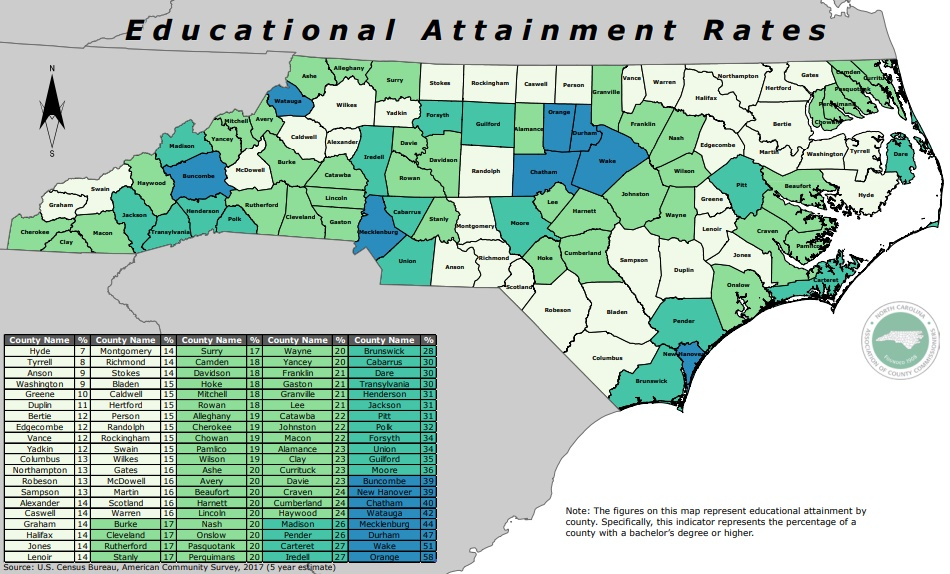 Educational Attainment Rates
N
S
Ashe
Alleghany
Surry
Stokes
Rockingham
Caswell
Person
Granville
Vance
Warren
Northampton
Gates
Camden
Currituck
Pasquotank
Hertford
Halifax
Perquimans
Chowan
Watauga
Wilkes
Yadkin
Forsyth
Guilford
Alamance
Orange
Durham
Franklin
Nash
Bertie
Mitchell
Avery
Caldwell
Alexander
Iredell
Davie
Davidson
Randolph
Chatham
Wake
Edgecombe
Martin
Washington
Tyrrell
Dare
Madison
Yancey
Burke
McDowell
Catawba
Rowan
Wilson
Pitt
Beaufort
Hyde
Buncombe
Haywood
Swain
Graham
Rutherford
Lincoln
Cleveland
Gaston
Cabarrus
Stanly
Montgomery
Moore
Lee
Harnett
Johnston
Wayne
Greene
Lenoir
Craven
Pamlico
Cherokee
Clay
Macon
Jackson
Transylvania
Henderson
Polk
Mecklenburg
Union
Anson
Richmond
Scotland
Hoke
Cumberland
Sampson
Duplin
Jones
Onslow
Carteret
Robeson
Bladen
Pender
Columbus
New Hanover
Brunswick
NORTH CAROLINA
ASSOCIATION OF COUNTY COMMISSIONERS
County Name % County Name % County Name % County Name % County Name %
Hyde 7 Montgomery 14 Surry 17 Wayne 20 Brunswick 28
Tyrrell 8 Richmond 14 Camden 18 Yancey 20 Cabarrus 30
Anson 9 Stokes 14 Davidson 18 Franklin 21 Dare 30
Washington 9 Bladen 15 Hoke 18 Gaston 21 Transylvania 30
Greene 10 Caldwell 15 Mitchell 18 Granville 21 Henderson 31
Duplin 11 Hertford 15 Rowan 18 Lee 21 Jackson 31
Bertie 12 Person 15 Alleghany 19 Catawba 22 Pitt 31
Edgecombe 12 Randolph 15 Cherokee 19 Johnston 22 Polk 32
Vance 12 Rockingham 15 Chowan 19 Macon 22 Forsyth 34
Yadkin 12 Swain 15 Pamlico 19 Alamance 23 Union 34
Columbus 13 Wilkes 15 Wilson 19 Clay 23 Guilford 35
Northampton 13 Gates 16 Ashe 20 Currituck 23 Moore 36
Robeson 13 McDowell 16 Avery 20 Davie 23 Buncombe 39
Sampson 13 Martin 16 Beaufort 20 Craven 24 New Hanover 39
Alexander 14 Scotland 16 Harnett 20 Cumberland 24 Chatham 40
Caswell 14 Warren 16 Lincoln 20 Haywood 24 Watauga 42
Graham 14 Burke 17 Nash 20 Madison 26 Mecklenburg 44
Halifax 14 Cleveland 17 Onslow 20 Pender 26 Durham 47
Jones 14 Rutherford 17 Pasquotank 20 Carteret 27 Wake 51
Lenoir 14 Stanly 17 Perquimans 20 Iredell 27 Orange 58
Source: U.S. Census Bureau, American Community Survey, 2017 (5 year estimate)
Note: The figures on this map represent educational attainment by
county. Specifically, this indicator represents the percentage of a
county with a bachelor's degree or higher.